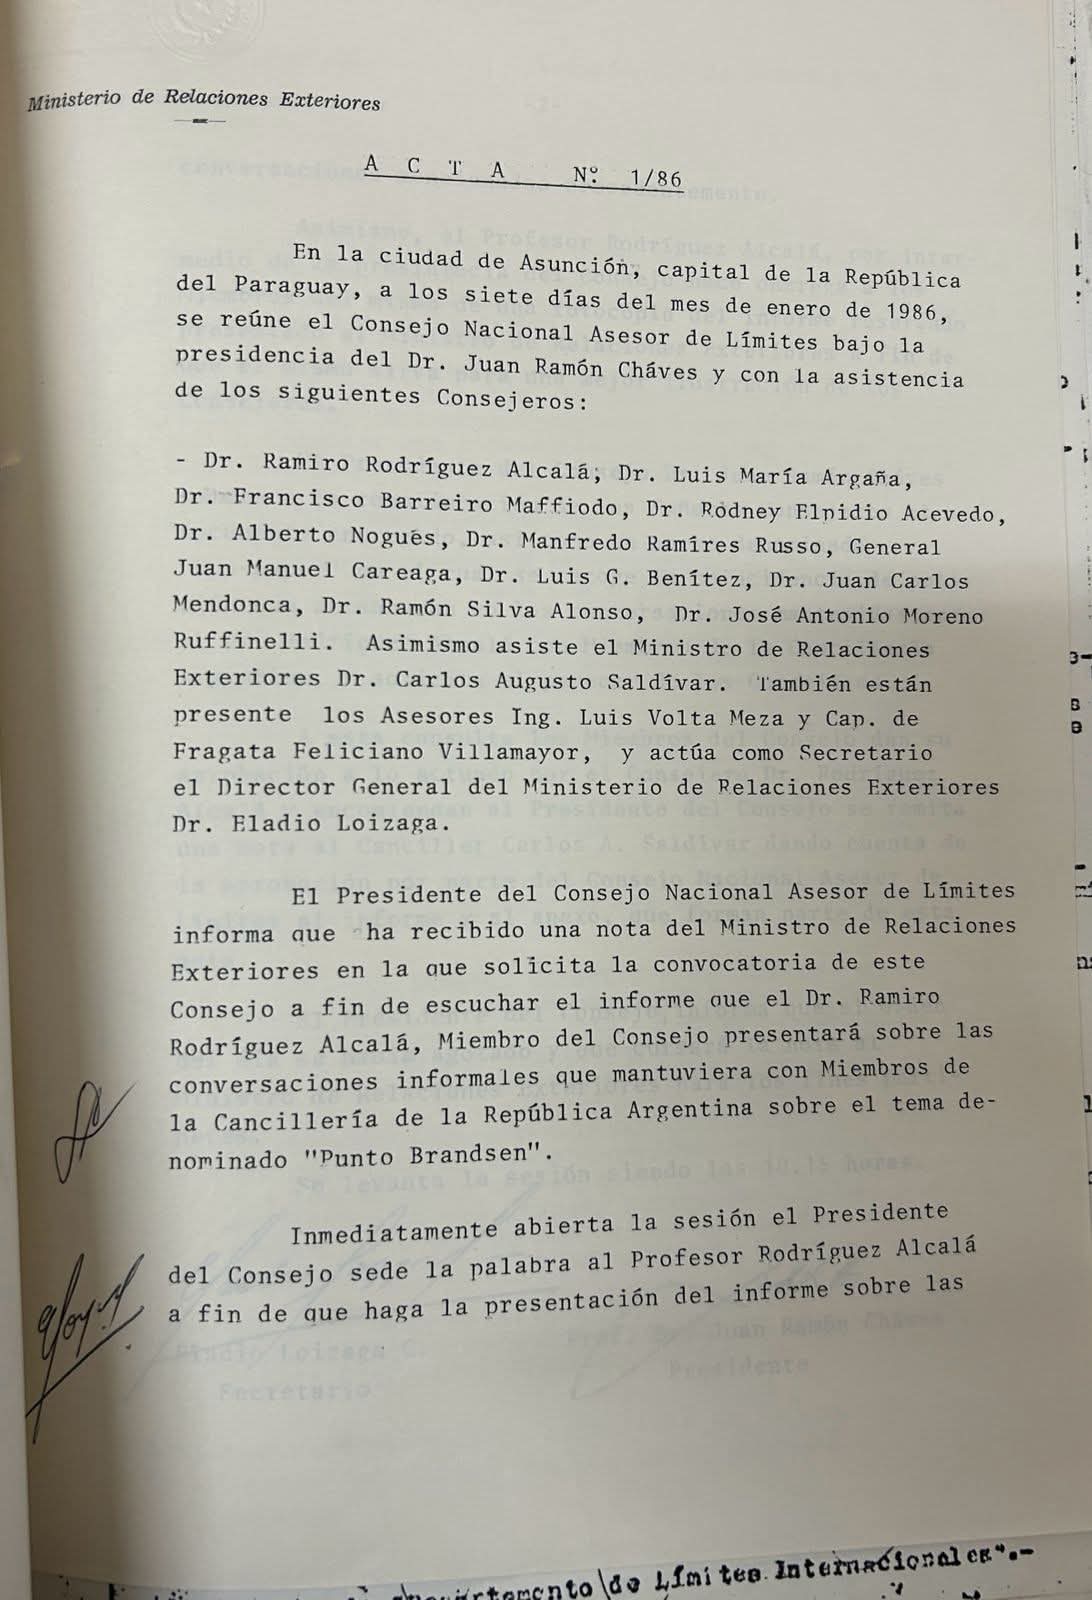 Ministerio de Relaciones Exteriores
A C T A Nº 1/86
En la ciudad de Asunción, capital de la República
del Paraguay, a los siete días del mes de enero de 1986,
se reúne el Consejo Nacional Asesor de Límites bajo la
presidencia del Dr. Juan Ramón Cháves y con la asistencia
de los siguientes Consejeros:
- Dr. Ramiro Rodríguez Alcalá; Dr. Luis María Argaña,
Dr. Francisco Barreiro Maffiodo, Dr. Rodney Elpidio Acevedo,
Dr. Alberto Nogués, Dr. Manfredo Ramíres Russo, General
Juan Manuel Careaga, Dr. Luis G. Benítez, Dr. Juan Carlos
Mendonca, Dr. Ramón Silva Alonso, Dr. José Antonio Moreno
Ruffinelli. Asimismo asiste el Ministro de Relaciones
Exteriores Dr. Carlos Augusto Saldívar. También están
presente los Asesores Ing. Luis Volta Meza y Cap. de
Fragata Feliciano Villamayor, y actúa como Secretario
el Director General del Ministerio de Relaciones Exteriores
Dr. Eladio Loizaga.
El Presidente del Consejo Nacional Asesor de Límites
informa que ha recibido una nota del Ministro de Relaciones
Exteriores en la que solicita la convocatoria de este
Consejo a fin de escuchar el informe que el Dr. Ramiro
Rodríguez Alcalá, Miembro del Consejo presentará sobre las
conversaciones informales que mantuviera con Miembros de
la Cancillería de la República Argentina sobre el tema de-
nominado "Punto Brandsen".
Inmediatamente abierta la sesión el Presidente
del Consejo sede la palabra al Profesor Rodríguez Alcalá
a fin de que haga la presentación del informe sobre las
de Límites Internacionales".-